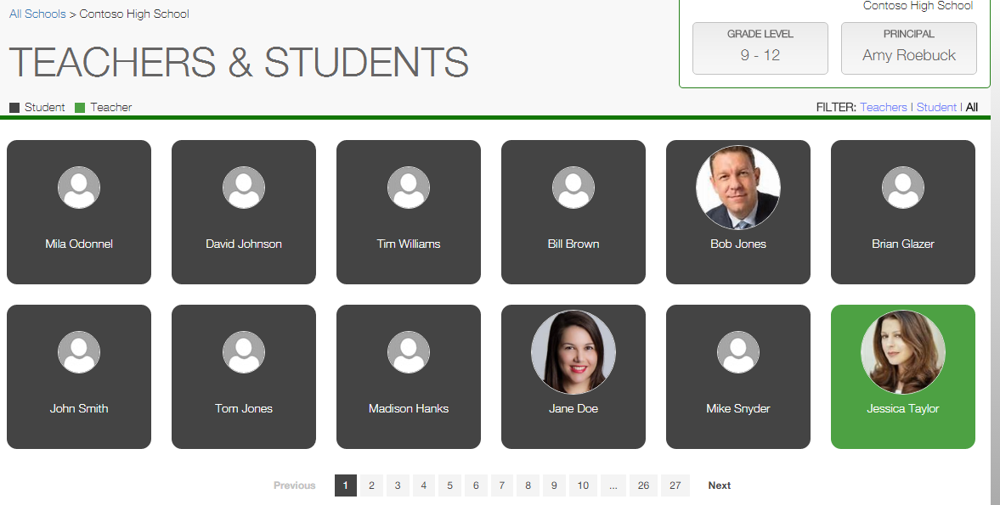 All Schools > Contoso High School
Contoso High School
TEACHERS & STUDENTS
GRADE LEVEL
9 - 12
PRINCIPAL
Amy Roebuck
Student Teacher
FILTER: Teachers | Student | All
Mila Odonnel
David Johnson
Tim Williams
Bill Brown
Bob Jones
Brian Glazer
John Smith
Tom Jones
Madison Hanks
Jane Doe
Mike Snyder
Jessica Taylor
Previous 1 2 3 4 5 6 7 8 9 10 ... 26 27 Next